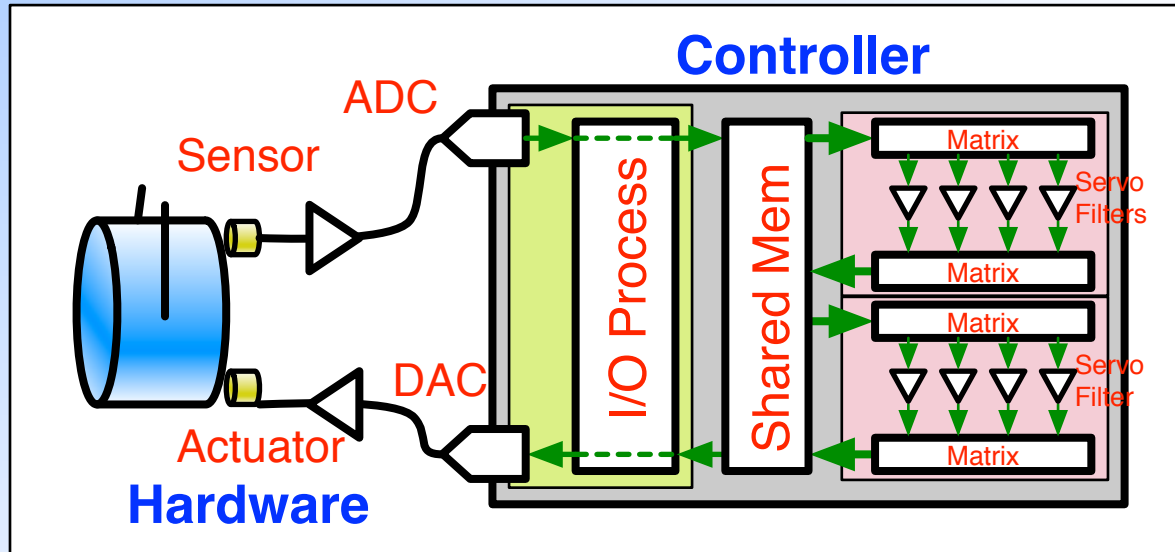 Controller
ADC
Sensor
I/O Process
Shared Mem
Matrix
Servo
Filters
Matrix
Matrix
Servo
Filter
Matrix
DAC
Actuator
Hardware